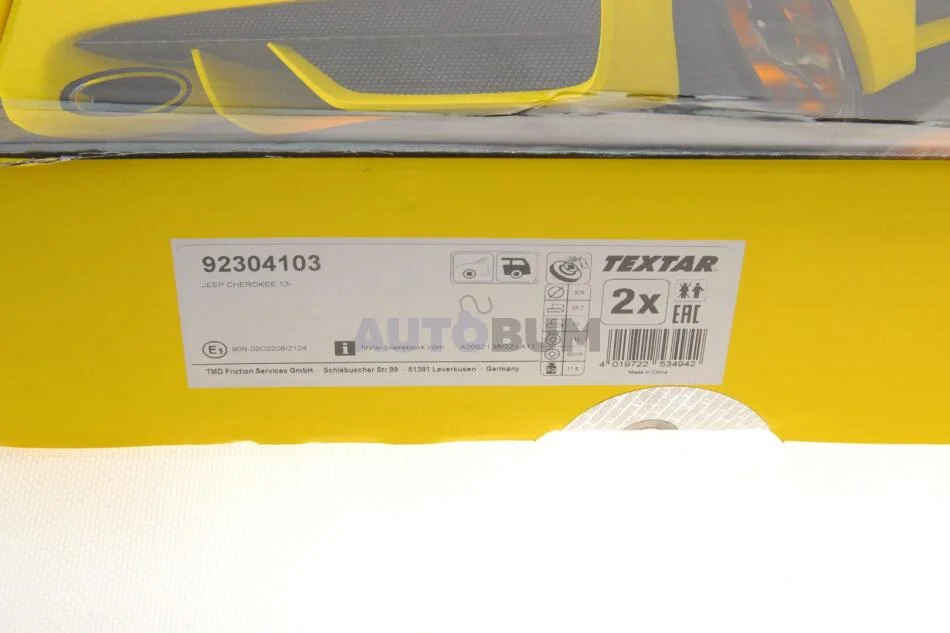 92304103
JEEP CHEROKEE 13-
TEXTAR
2x
EAC
AUTOBUM
E1 90R-02C0206/2124
i textar.brakebook.com
4 019722 534942
Made in China
TMD Friction Services GmbH · Schlebuscher Str.99 · 51381 Leverkusen · Germany